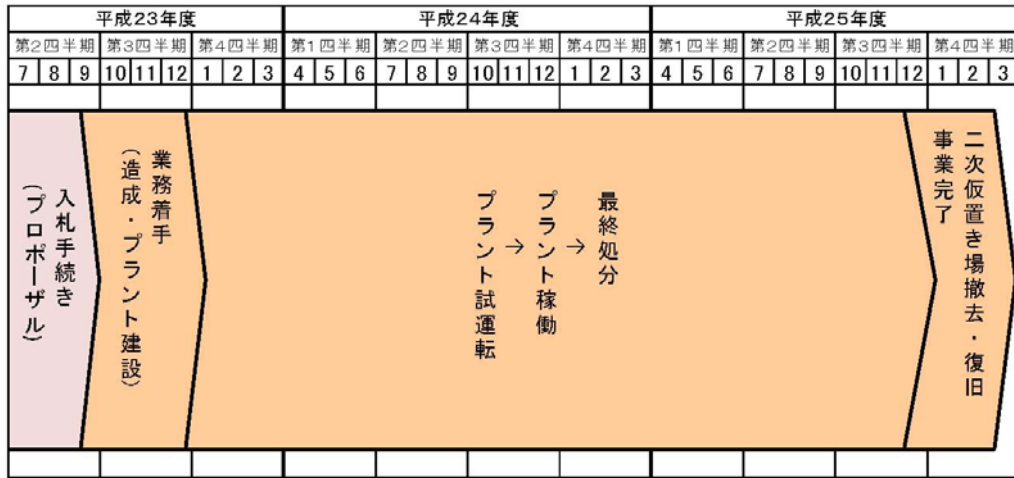 平成23年度 平成24年度 平成25年度
第2四半期 第3四半期 第4四半期 第1四半期 第2四半期 第3四半期 第4四半期 第1四半期 第2四半期 第3四半期 第4四半期
7 8 9 10 11 12 1 2 3 4 5 6 7 8 9 10 11 12 1 2 3 4 5 6 7 8 9 10 11 12 1 2 3
入札手続き
(プロポーザル)
業務着手
(造成・プラント建設)
プラント試運転
→
プラント稼働
→
最終処分
二次仮置き場撤去・復旧
事業完了